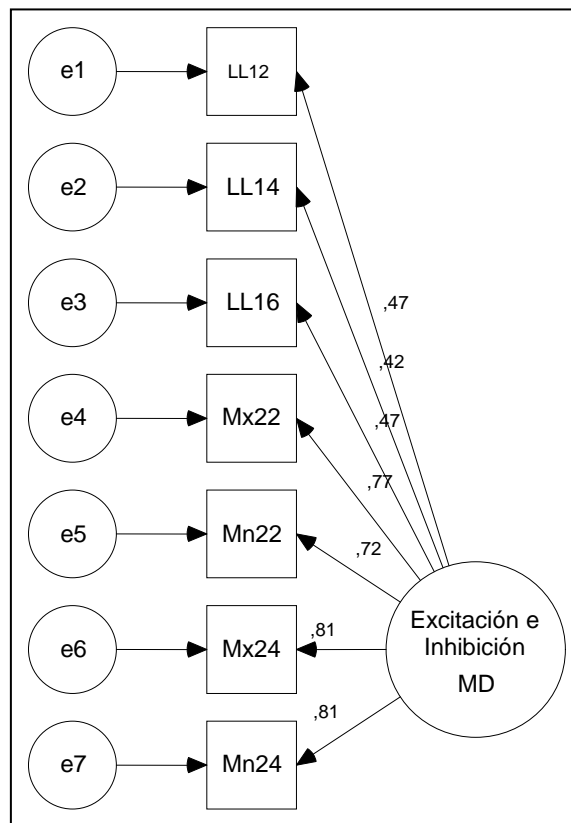 e1
LL12
e2
LL14
e3
LL16
,47
,42
e4
Mx22
,47
,77
e5
Mn22
,72
e6
Mx24
,81
Excitación e
Inhibición
MD
,81
e7
Mn24